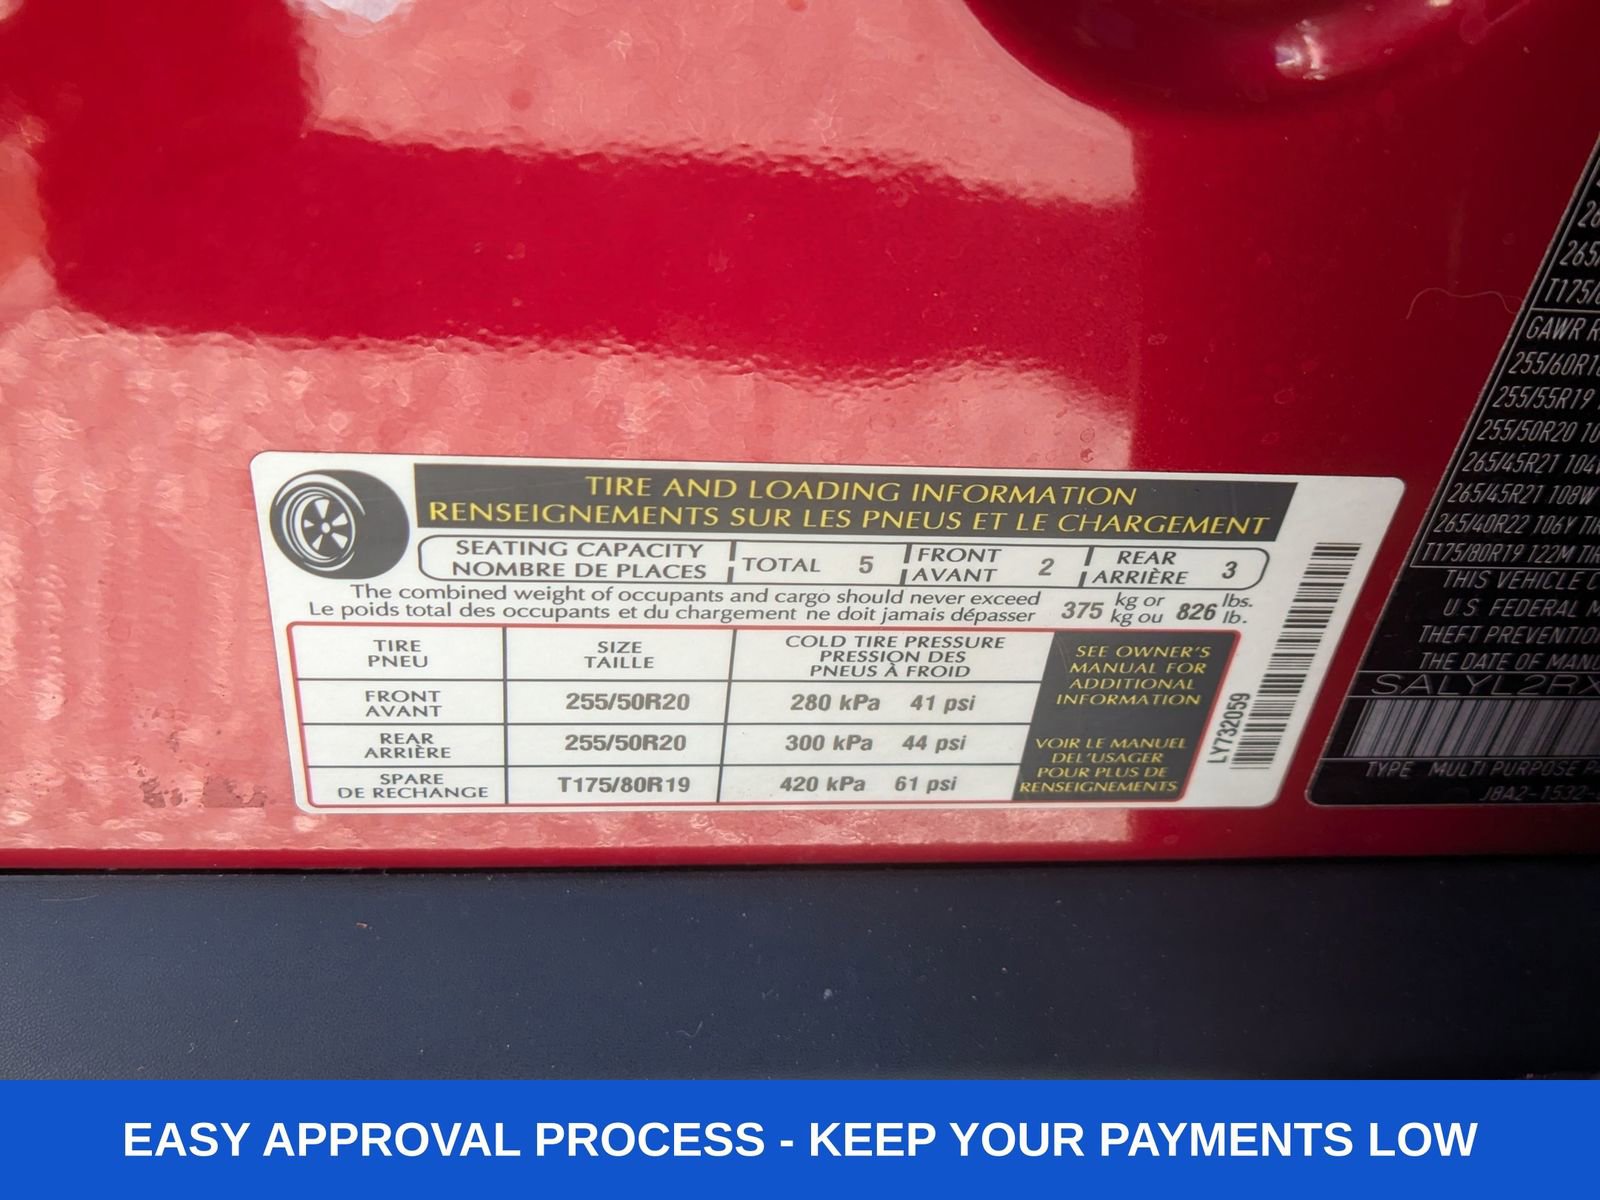 TIRE AND LOADING INFORMATION
RENSEIGNEMENTS SUR LES PNEUS ET LE CHARGEMENT
SEATING CAPACITY
NOMBRE DE PLACES
TOTAL 5
FRONT
AVANT 2
REAR
ARRIÈRE 3
The combined weight of occupants and cargo should never exceed
Le poids total des occupants et du chargement ne doit jamais dépasser
375 kg or
kg ou 826 lbs.
lb.
TIRE
PNEU
SIZE
TAILLE
COLD TIRE PRESSURE
PRESSION DES
PNEUS À FROID
FRONT
AVANT
255/50R20
280 kPa 41 psi
REAR
ARRIÈRE
255/50R20
300 kPa 44 psi
SPARE
DE RECHANGE
T175/80R19
420 kPa 61 psi
SEE OWNER'S
MANUAL FOR
ADDITIONAL
INFORMATION
VOIR LE MANUEL
DEL'USAGER
POUR PLUS DE
RENSEIGNEMENTS
LY732059
GAWR
255/55R19
255/50R20
265/45R21
265/45R21 108W
265/40R22 106Y
T175/80R19 122M
THIS VEHICLE
U.S. FEDERAL
THEFT
THE DATE OF
SALYL2RX
TYPE MULTI PURPOSE
EASY APPROVAL PROCESS - KEEP YOUR PAYMENTS LOW